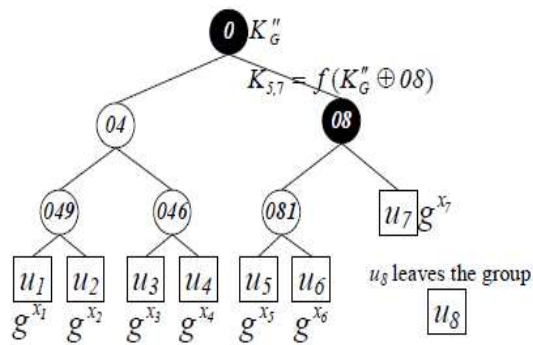 0 K''_G
K_{5,7} = f(K''_G ⊕ 08)
04 08
049 046 081 u_7 g^{x_7}
u_8 leaves the group
u_1 u_2 u_3 u_4 u_5 u_6 u_8
g^{x_1} g^{x_2} g^{x_3} g^{x_4} g^{x_5} g^{x_6}